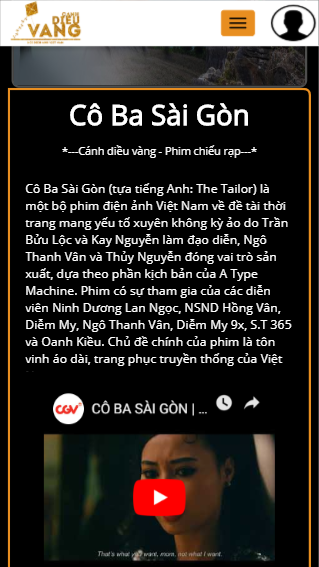 CÁNH
DIỀU
VÀNG
Cô Ba Sài Gòn
*---Cánh diều vàng - Phim chiếu rạp---*
Cô Ba Sài Gòn (tựa tiếng Anh: The Tailor) là
một bộ phim điện ảnh Việt Nam về đề tài thời
trang mang yếu tố xuyên không kỳ ảo do Trần
Bửu Lộc và Kay Nguyễn làm đạo diễn, Ngô
Thanh Vân và Thủy Nguyễn đóng vai trò sản
xuất, dựa theo phần kịch bản của A Type
Machine. Phim có sự tham gia của các diễn
viên Ninh Dương Lan Ngọc, NSND Hồng Vân,
Diễm My, Ngô Thanh Vân, Diễm My 9x, S.T 365
và Oanh Kiều. Chủ đề chính của phim là tôn
vinh áo dài, trang phục truyền thống của Việt
CGV
CÔ BA SÀI GÒN | ...
That's what you want, mom, not what I want.